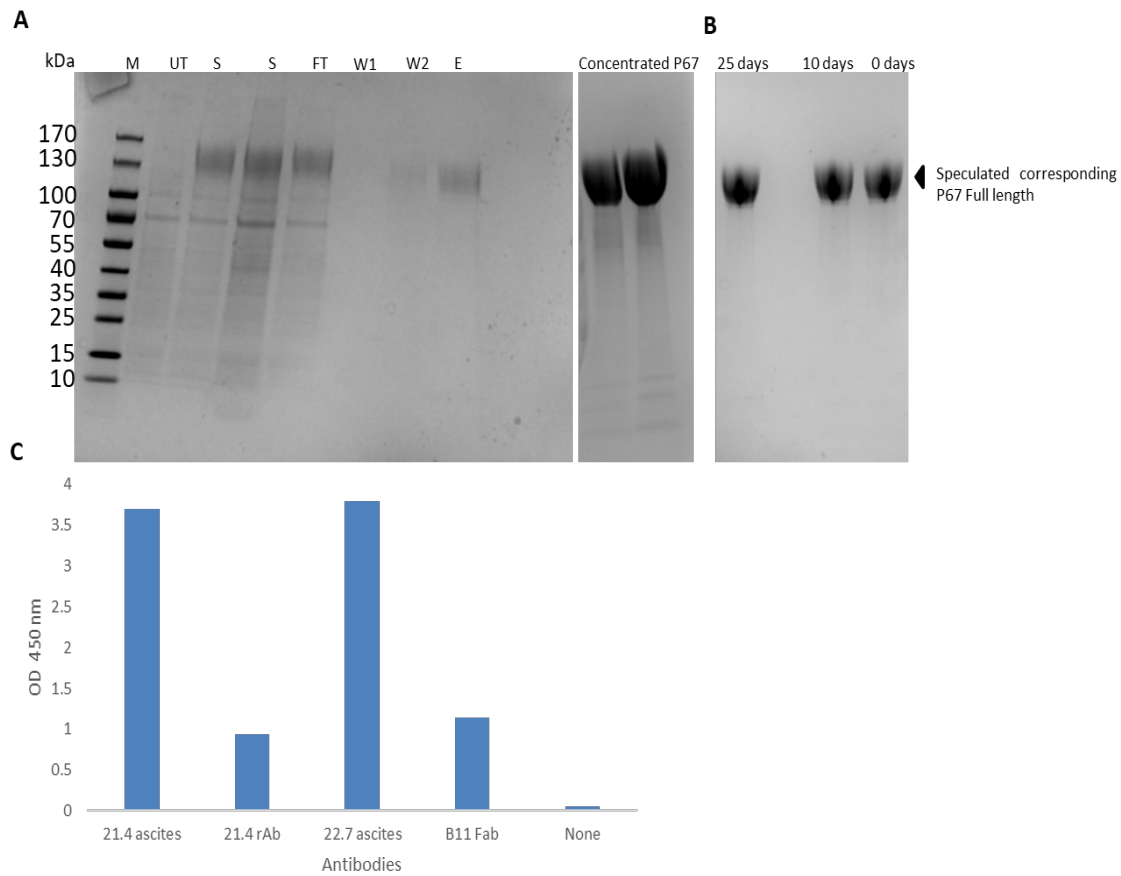 A
B
kDa M UT S S FT W1 W2 E Concentrated P67 25 days 10 days 0 days
170
130
100
70
55
40
35
25
15
10
Speculated corresponding
P67 Full length
C
4
3.5
3
2.5
2
1.5
1
0.5
0
OD 450 nm
21.4 ascites 21.4 rAb 22.7 ascites B11 Fab None
Antibodies